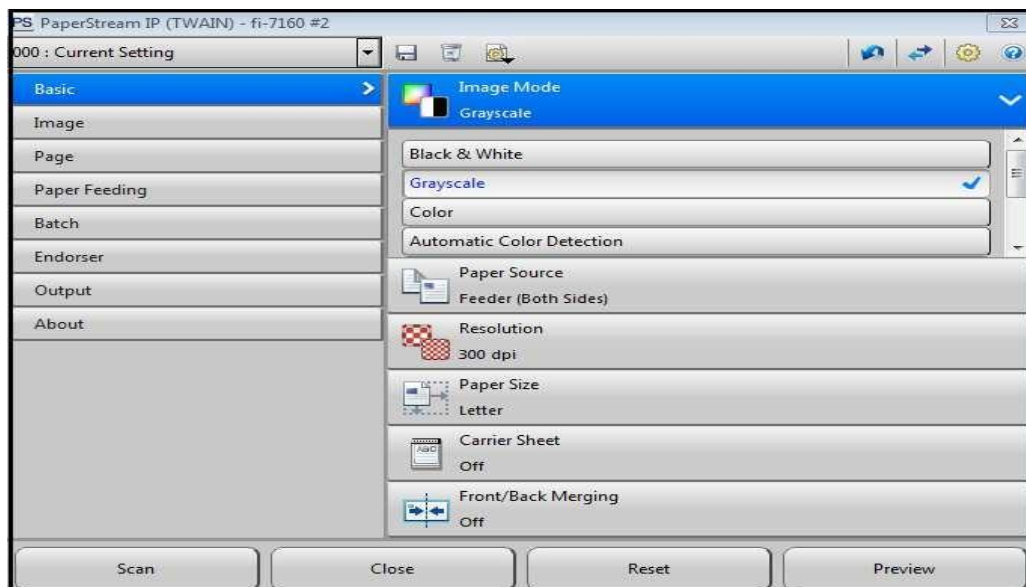 PS PaperStream IP (TWAIN) - fi-7160 #2
000 : Current Setting
Basic
Image
Page
Paper Feeding
Batch
Endorser
Output
About
Image Mode
Grayscale
Black & White
Grayscale
Color
Automatic Color Detection
Paper Source
Feeder (Both Sides)
Resolution
300 dpi
Paper Size
Letter
Carrier Sheet
Off
Front/Back Merging
Off
Scan
Close
Reset
Preview